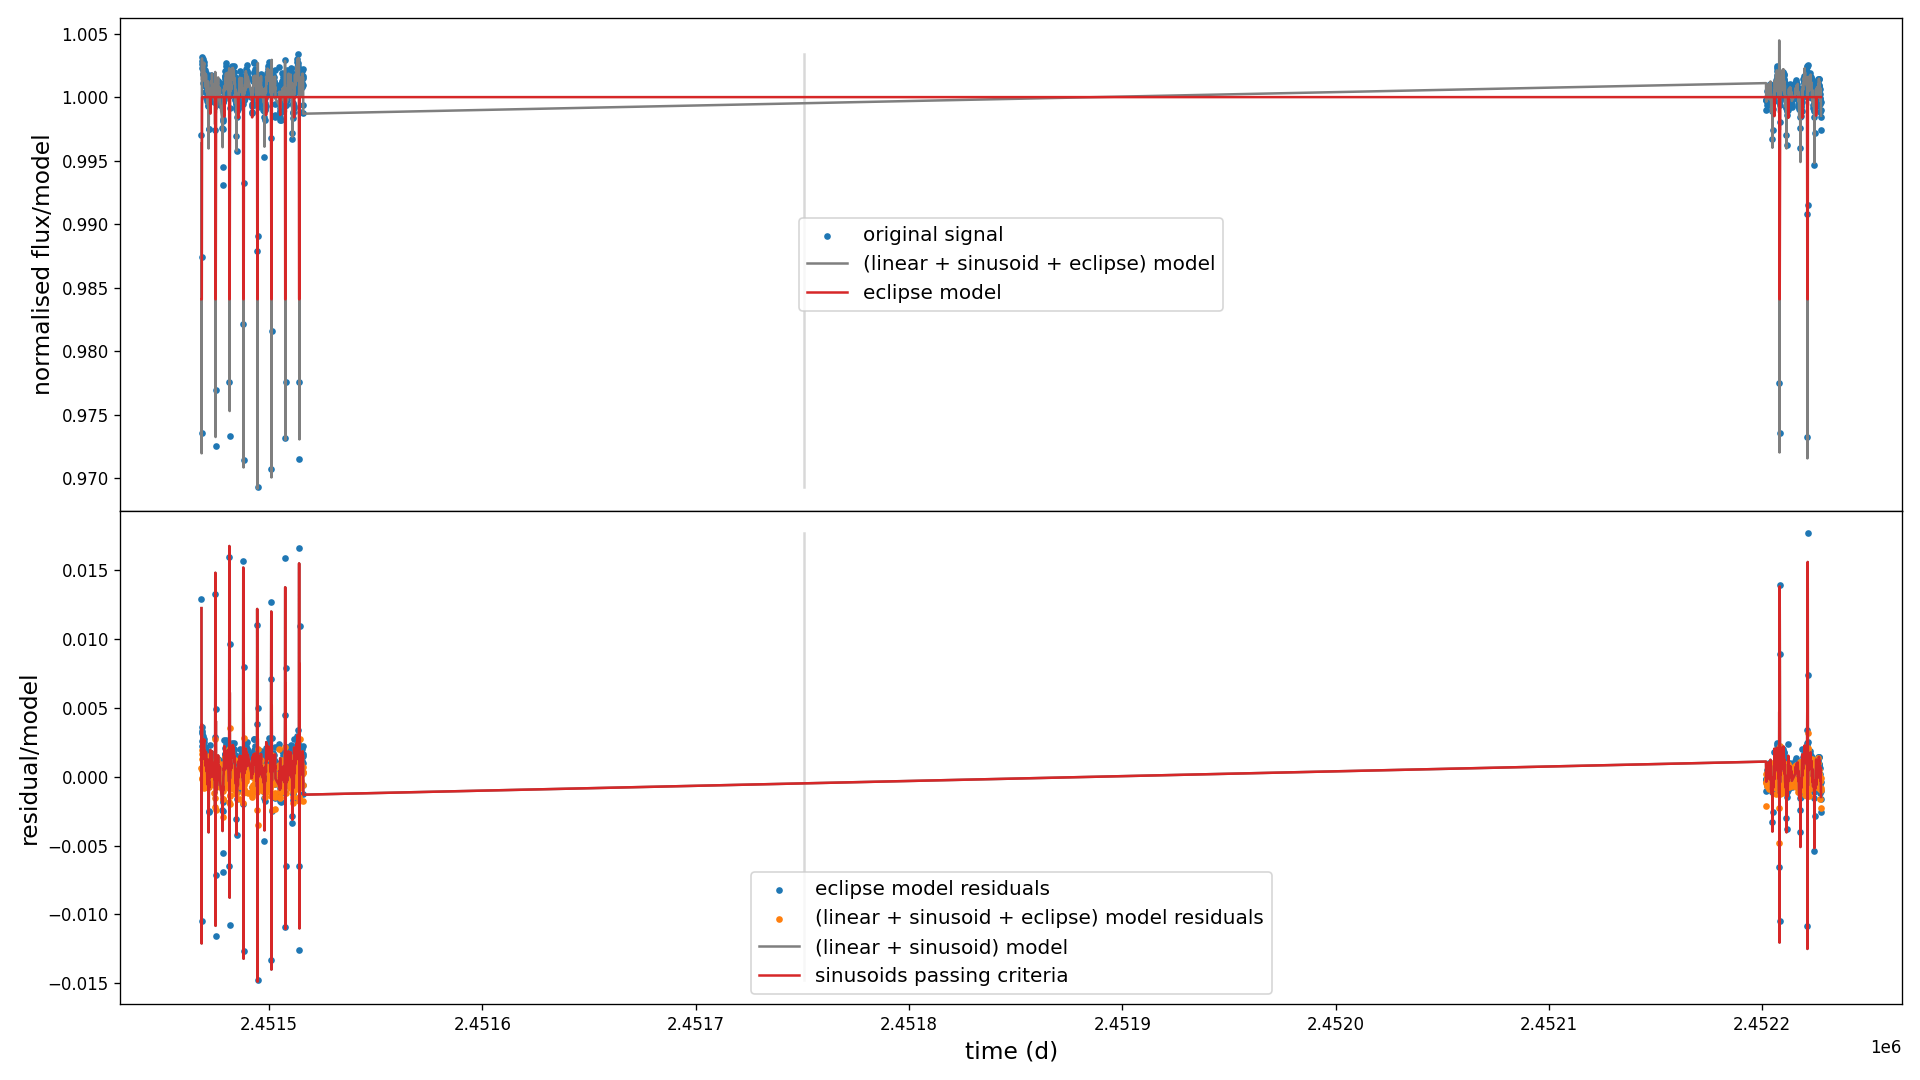 normalised flux/model
1.005
1.000
0.995
0.990
0.985
0.980
0.975
0.970
original signal
(linear + sinusoid + eclipse) model
eclipse model
residual/model
0.015
0.010
0.005
0.000
−0.005
−0.010
−0.015
eclipse model residuals
(linear + sinusoid + eclipse) model residuals
(linear + sinusoid) model
sinusoids passing criteria
2.4515 2.4516 2.4517 2.4518 2.4519 2.4520 2.4521 2.4522
1e6
time (d)